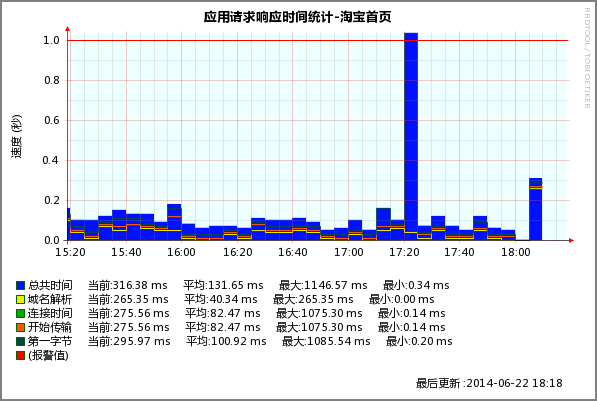 应用请求响应时间统计-淘宝首页
RRDTOOL / TOBI OETIKER
速度 (秒)
1.0
0.8
0.6
0.4
0.2
0.0
15:20 15:40 16:00 16:20 16:40 17:00 17:20 17:40 18:00
总共时间 当前:316.38 ms 平均:131.65 ms 最大:1146.57 ms 最小:0.34 ms
域名解析 当前:265.35 ms 平均:40.34 ms 最大:265.35 ms 最小:0.00 ms
连接时间 当前:275.56 ms 平均:82.47 ms 最大:1075.30 ms 最小:0.14 ms
开始传输 当前:275.56 ms 平均:82.47 ms 最大:1075.30 ms 最小:0.14 ms
第一字节 当前:295.97 ms 平均:100.92 ms 最大:1085.54 ms 最小:0.20 ms
(报警值)
最后更新 :2014-06-22 18:18